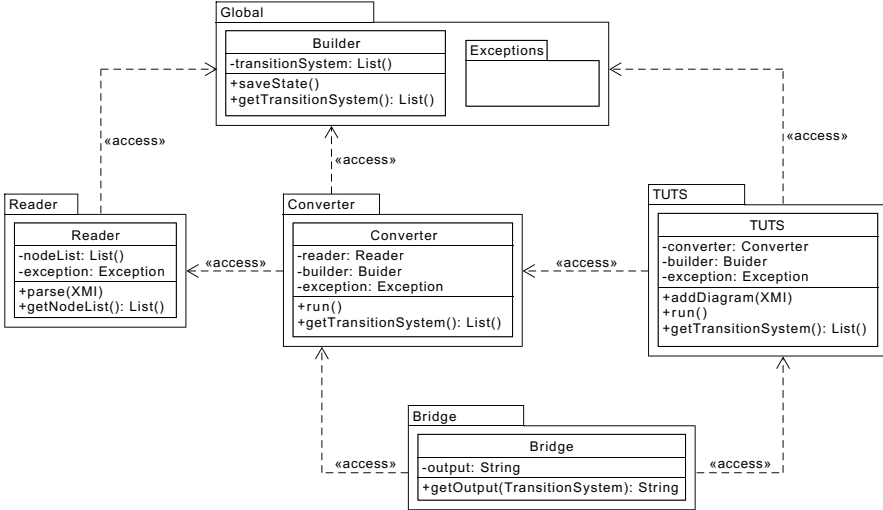 Global
Builder
-transitionSystem: List()
+saveState()
+getTransitionSystem(): List()
Exceptions
«access»
«access»
«access»
Reader
Reader
-nodeList: List()
-exception: Exception
+parse(XMI)
+getNodeList(): List()
«access»
Converter
Converter
-reader: Reader
-builder: Buider
-exception: Exception
+run()
+getTransitionSystem(): List()
«access»
TUTS
TUTS
-converter: Converter
-builder: Buider
-exception: Exception
+addDiagram(XMI)
+run()
+getTransitionSystem(): List()
Bridge
Bridge
-output: String
+getOutput(TransitionSystem): String
«access»
«access»